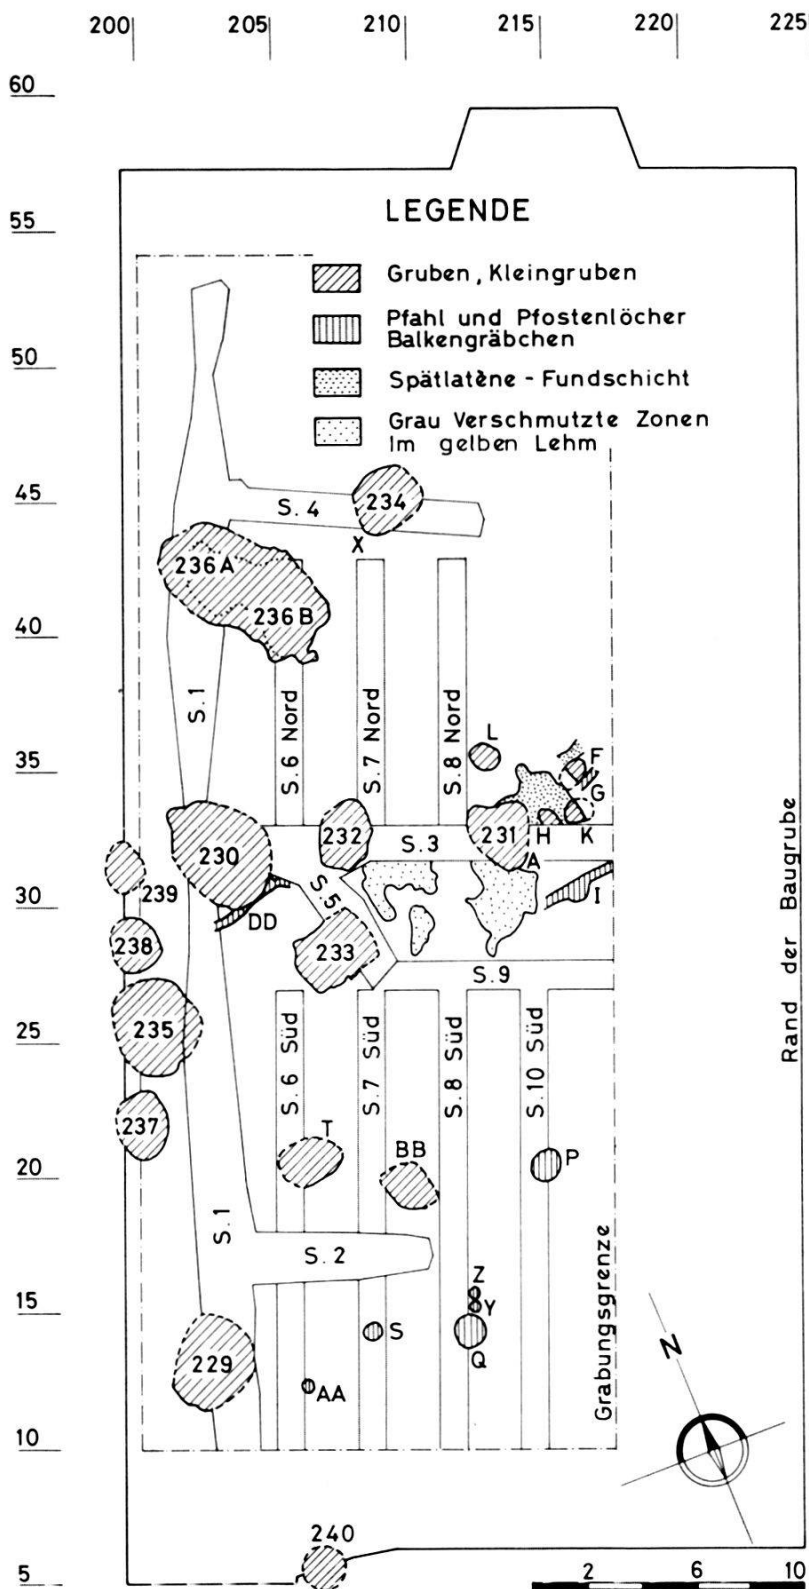 200 205 210 215 220 225
60
55
LEGENDE
Gruben, Kleingruben
Pfahl und Pfostenlöcher
Balkengräbchen
Spätlatène - Fundschicht
Grau Verschmutzte Zonen
Im gelben Lehm
50
45
S. 4
234
X
236 A
236 B
40
S. 1
S. 6 Nord
S. 7 Nord
S. 8 Nord
35
L
F
G
230
232
S. 3
231
H
K
A
239
S. 5
I
30
DD
238
233
S. 9
Rand der Baugrube
235
25
S. 6 Süd
S. 7 Süd
S. 8 Süd
S. 10 Süd
237
T
BB
P
20
S. 1
S. 2
Grabungsgrenze
Z
Y
15
S
Q
229
AA
N
10
240
5
2 6 10